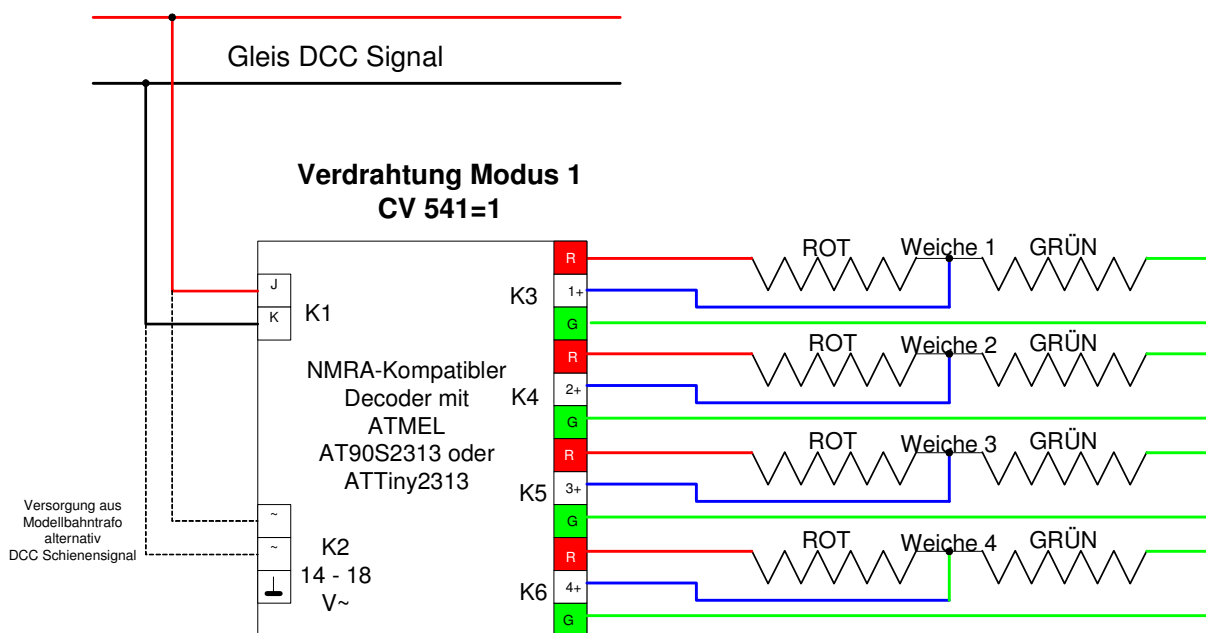 Gleis DCC Signal
Verdrahtung Modus 1
CV 541=1
J
K
K1
NMRA-Kompatibler
Decoder mit
ATMEL
AT90S2313 oder
ATTiny2313
Versorgung aus
Modellbahntrafo
alternativ
DCC Schienensignal
~
~
K2
14 - 18
V~
K3
R
1+
G
ROT Weiche 1 GRÜN
K4
R
2+
G
ROT Weiche 2 GRÜN
K5
R
3+
G
ROT Weiche 3 GRÜN
K6
R
4+
G
ROT Weiche 4 GRÜN